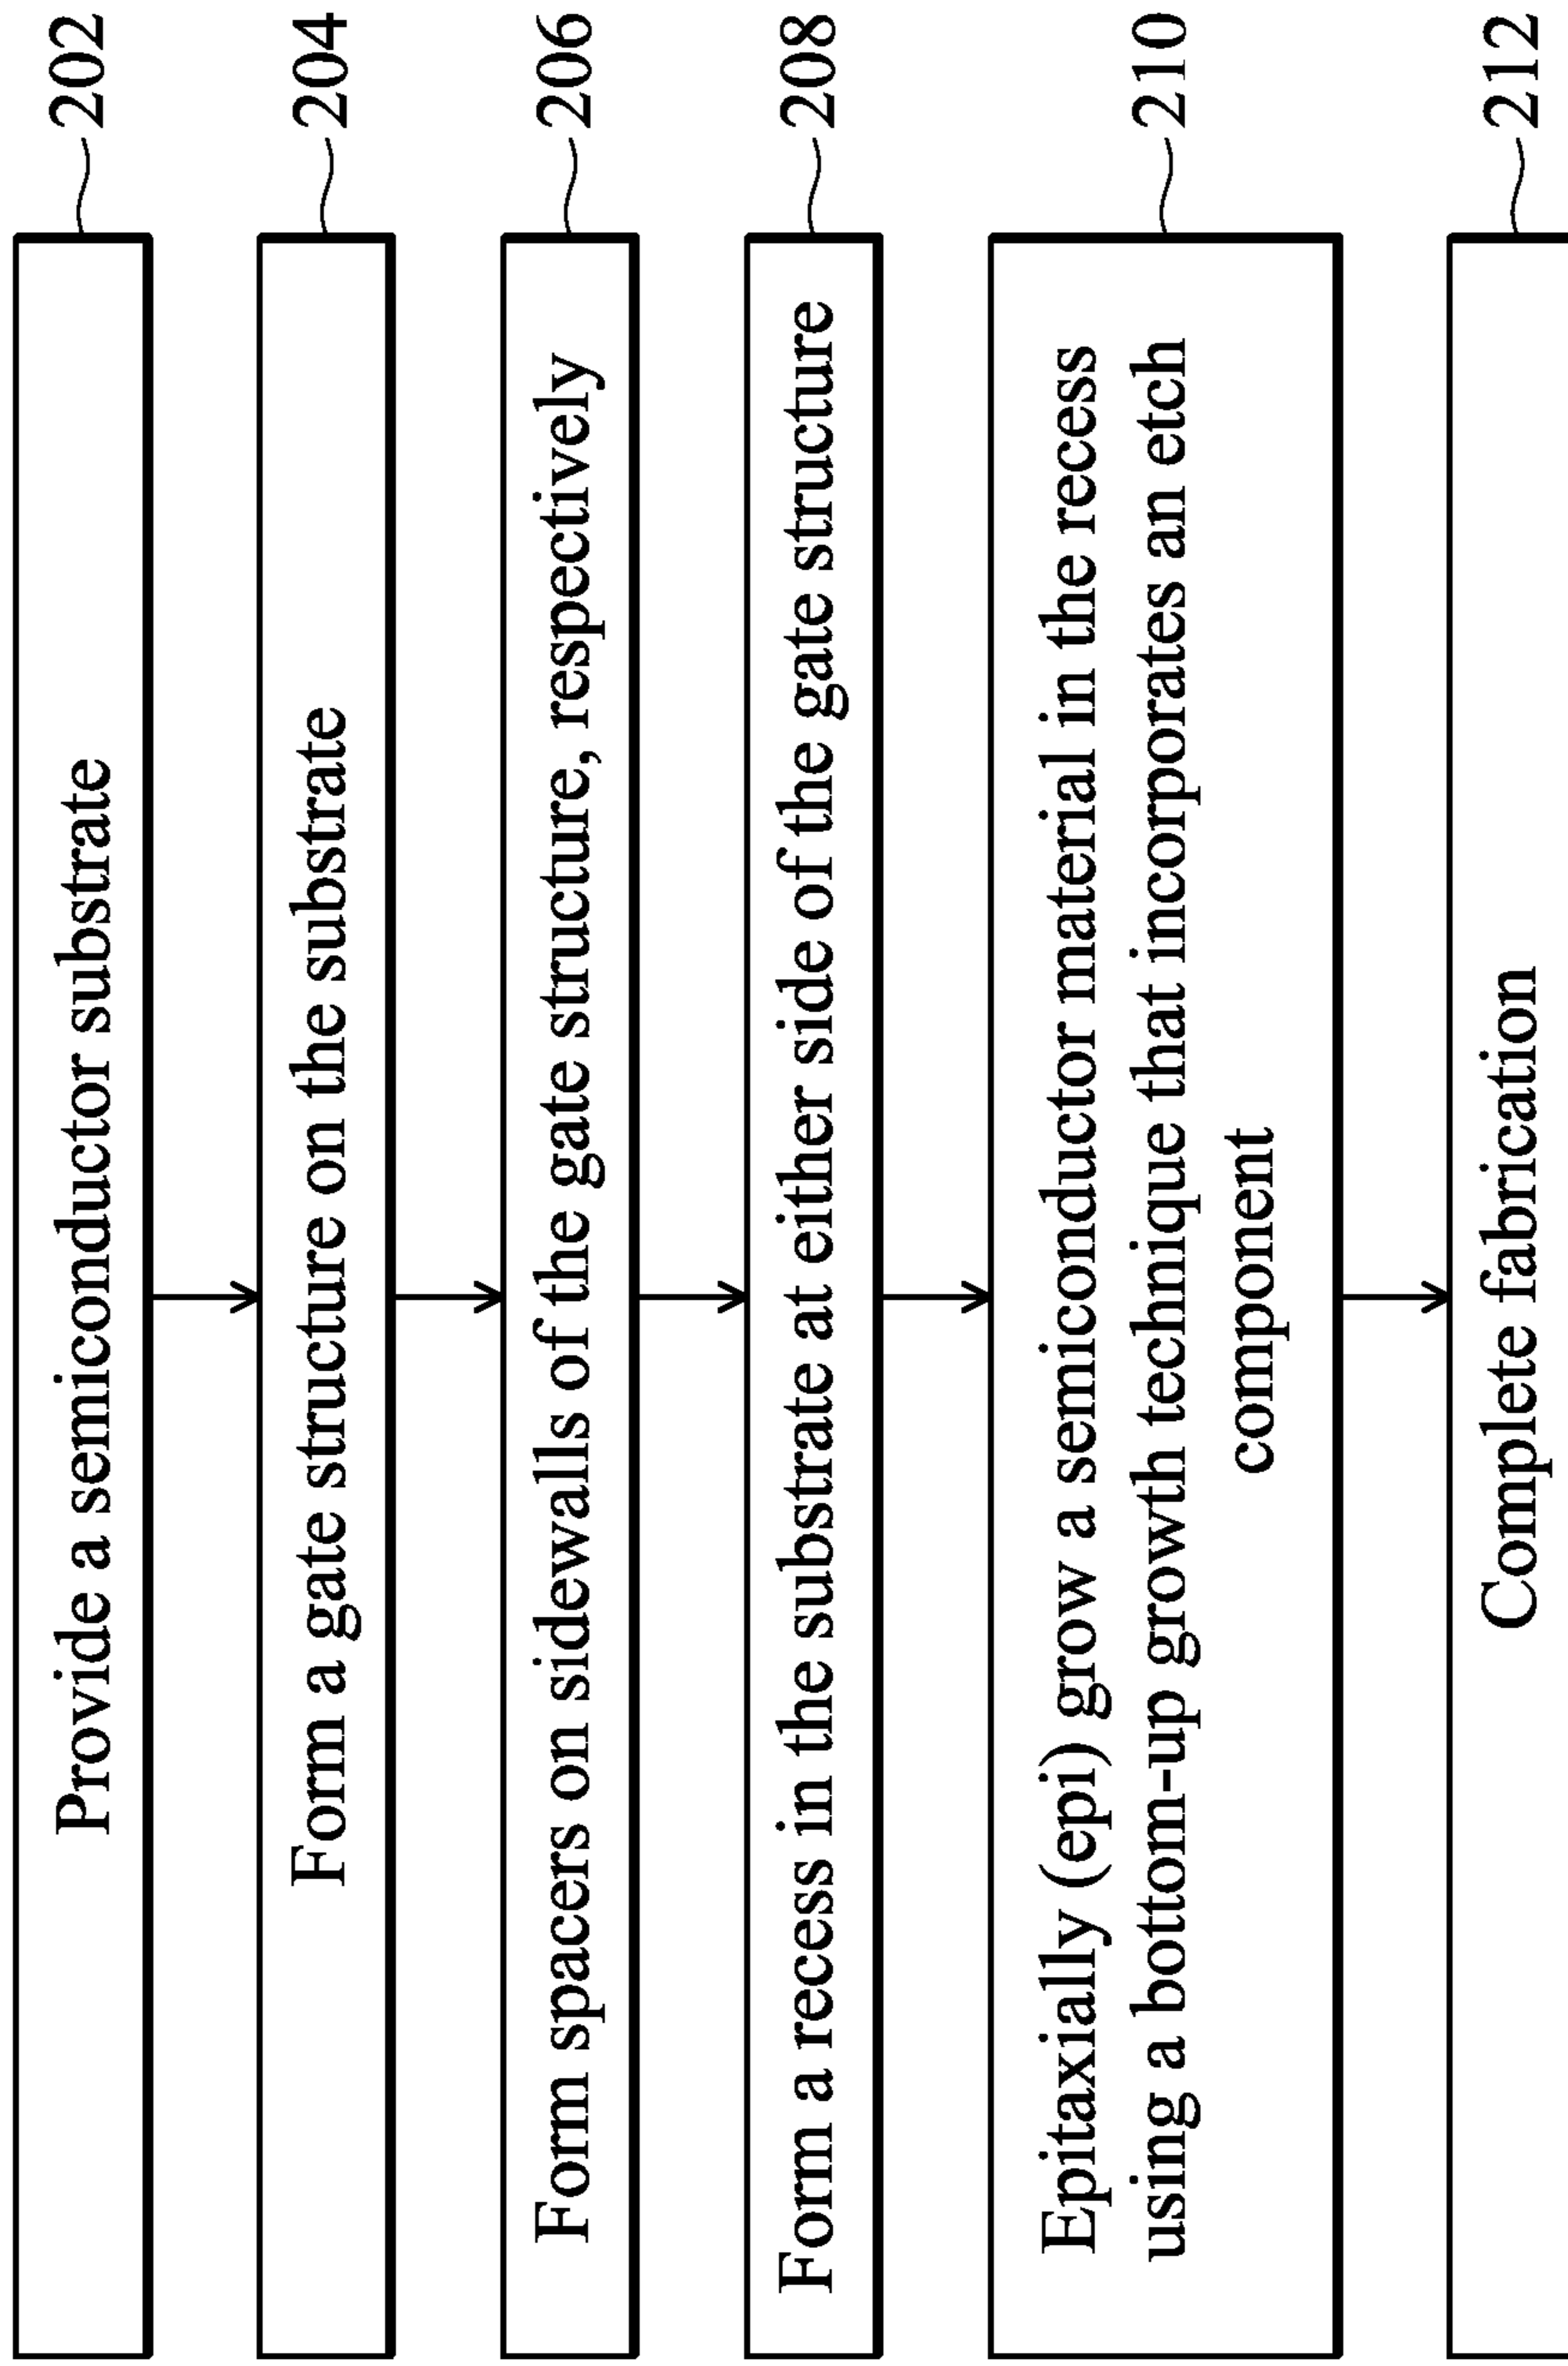 Provide a semiconductor substrate
202
Form a gate structure on the substrate
204
Form spacers on sidewalls of the gate structure, respectively
206
Form a recess in the substrate at either side of the gate structure
208
Epitaxially (epi) grow a semiconductor material in the recess
using a bottom-up growth technique that incorporates an etch
component
210
Complete fabrication
212